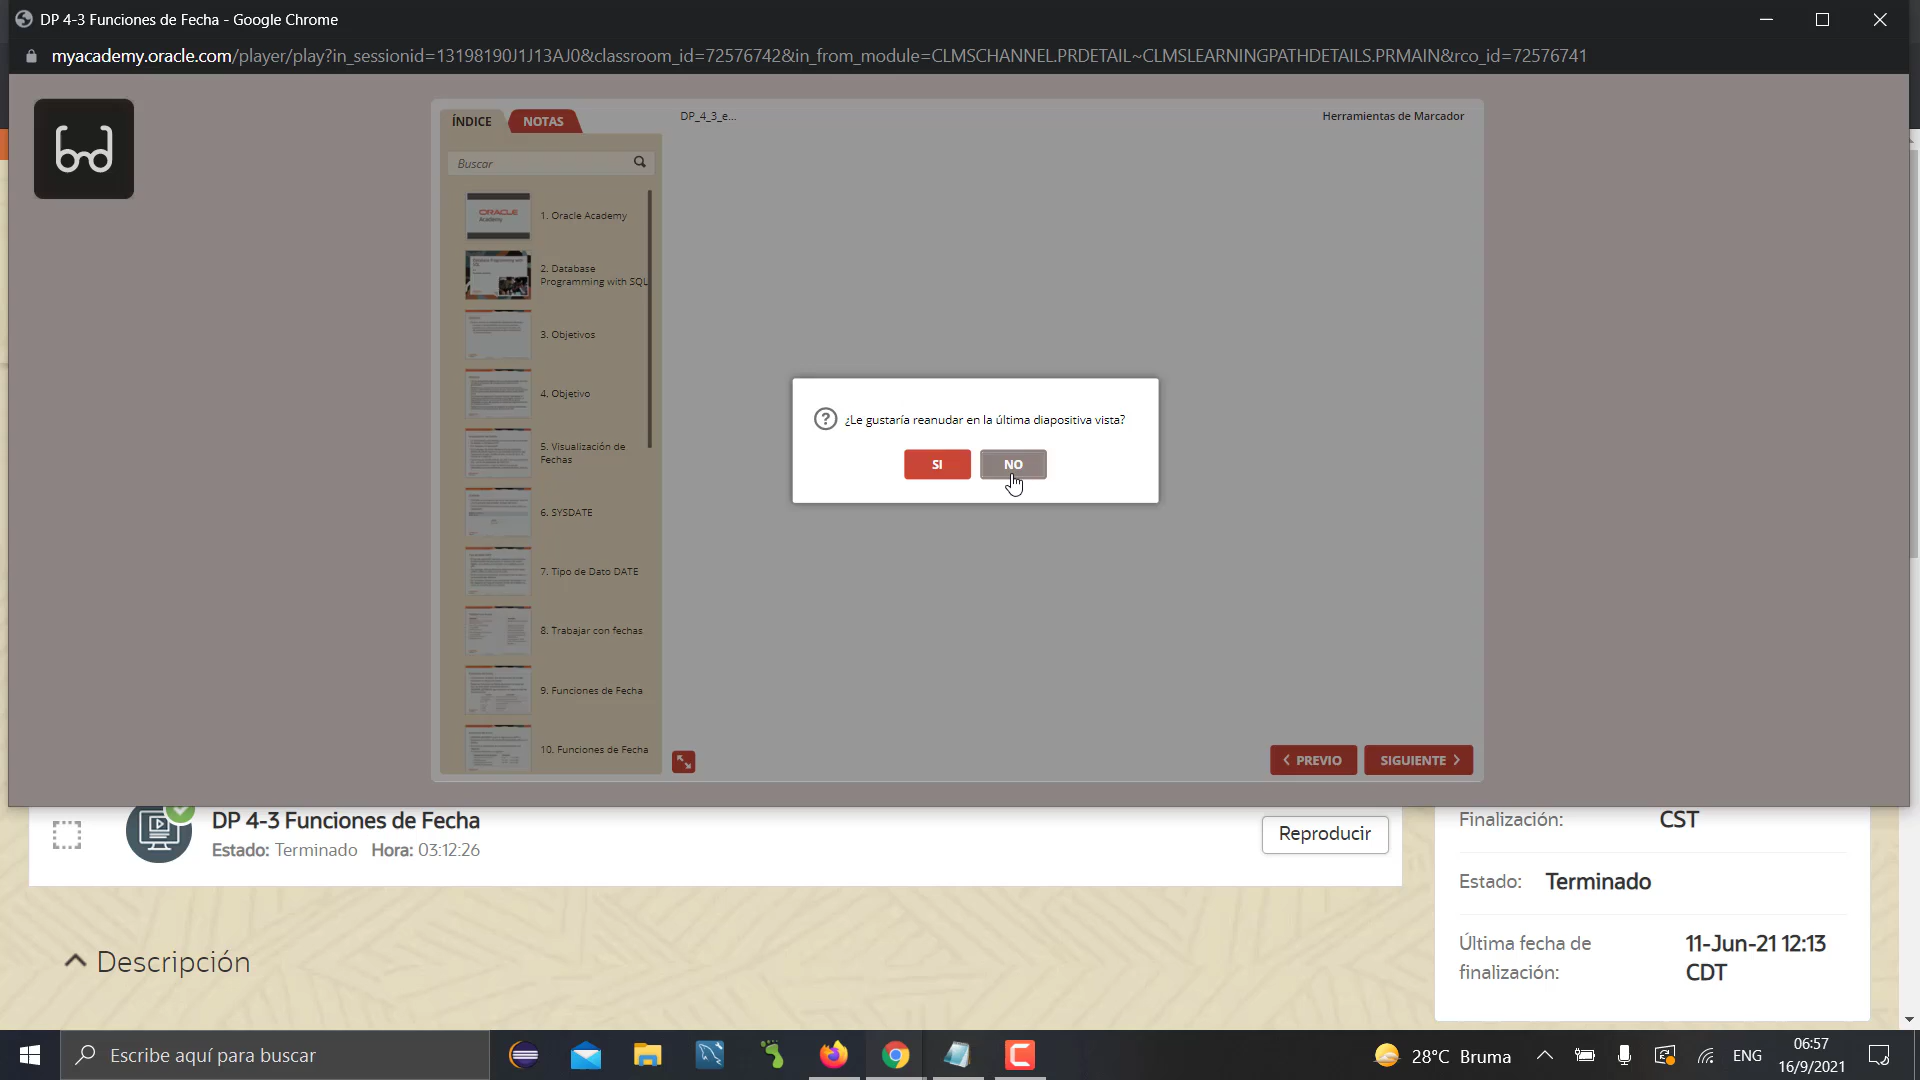 DP 4-3 Funciones de Fecha - Google Chrome
myacademy.oracle.com/player/play?in_sessionid=13198190J1J13AJ0&classroom_id=72576742&in_from_module=CLMSCHANNEL.PRDETAIL~CLMSLEARNINGPATHDETAILS.PRMAIN&rco_id=72576741
ÍNDICE
NOTAS
DP_4_3_e...
Herramientas de Marcador
Buscar
ORACLE
Academy
1. Oracle Academy
2. Database
Programming with SQL
3. Objetivos
4. Objetivo
5. Visualización de
Fechas
6. SYSDATE
7. Tipo de Dato DATE
8. Trabajar con fechas
9. Funciones de Fecha
10. Funciones de Fecha
¿Le gustaría reanudar en la última diapositiva vista?
SI
NO
PREVIO
SIGUIENTE
DP 4-3 Funciones de Fecha
Estado: Terminado Hora: 03:12:26
Reproducir
Descripción
Finalización: CST
Estado: Terminado
Última fecha de
finalización:
11-Jun-21 12:13
CDT
Escribe aquí para buscar
28°C Bruma
ENG
06:57
16/9/2021